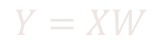 Y = XW